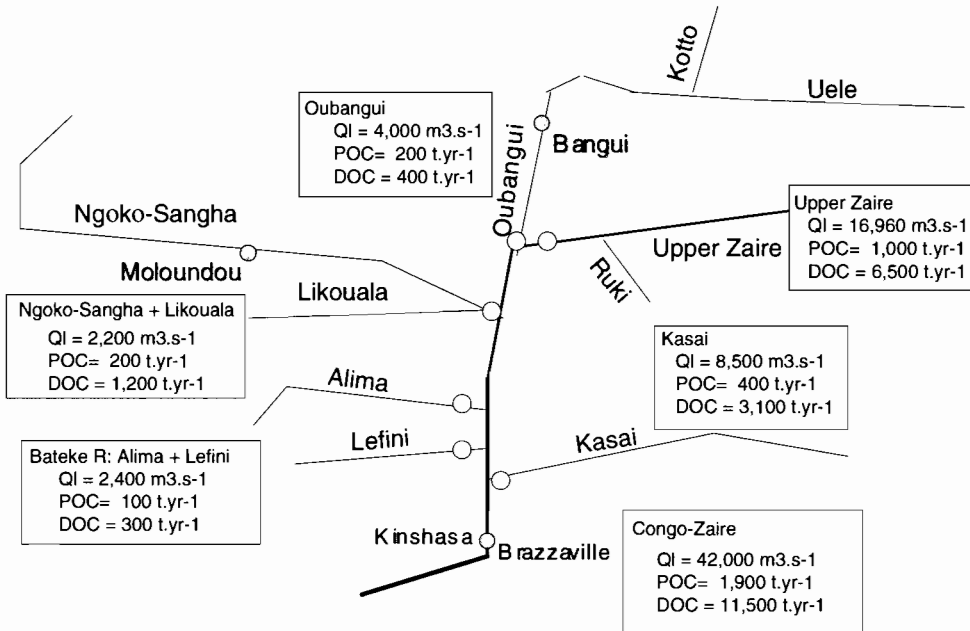 Kotto
Uele
Oubangui
QI = 4,000 m3.s-1
POC= 200 t.yr-1
DOC = 400 t.yr-1
Oubangui
Bangui
Ngoko-Sangha
Moloundou
Upper Zaire
QI = 16,960 m3.s-1
POC= 1,000 t.yr-1
DOC = 6,500 t.yr-1
Upper Zaire
Ruki
Likouala
Ngoko-Sangha + Likouala
QI = 2,200 m3.s-1
POC= 200 t.yr-1
DOC = 1,200 t.yr-1
Kasai
QI = 8,500 m3.s-1
POC= 400 t.yr-1
DOC = 3,100 t.yr-1
Alima
Lefini
Kasai
Bateke R: Alima + Lefini
QI = 2,400 m3.s-1
POC= 100 t.yr-1
DOC = 300 t.yr-1
Kinshasa
Brazzaville
Congo-Zaire
QI = 42,000 m3.s-1
POC= 1,900 t.yr-1
DOC = 11,500 t.yr-1